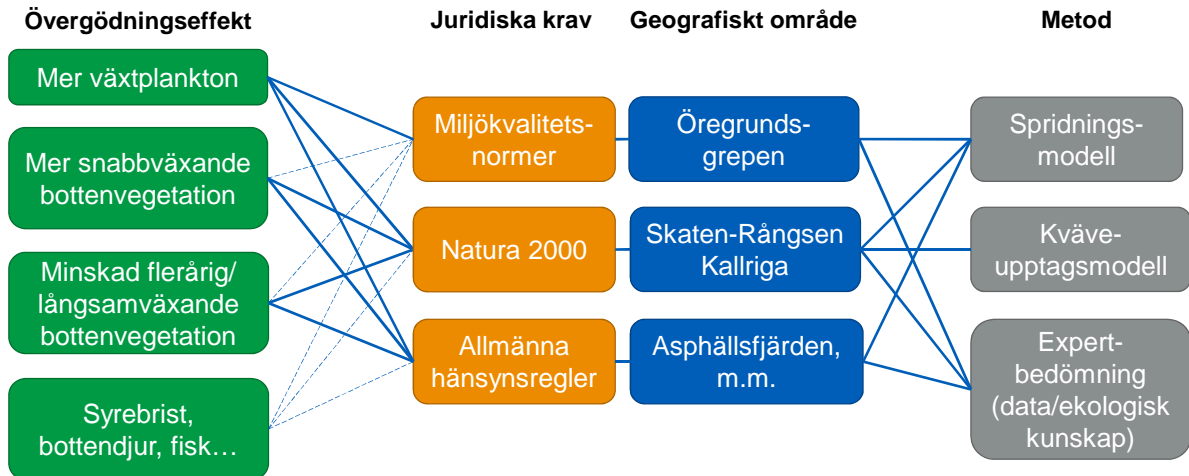 Övergödningseffekt
Juridiska krav
Geografiskt område
Metod
Mer växtplankton
Mer snabbväxande
bottenvegetation
Minskad flerårig/
långsamväxande
bottenvegetation
Syrebrist,
bottendjur, fisk…
Miljökvalitets-
normer
Natura 2000
Allmänna
hänsynsregler
Öregrunds-
grepen
Skaten-Rångsen
Kallriga
Asphällsfjärden,
m.m.
Spridnings-
modell
Kväve-
upptagsmodell
Expert-
bedömning
(data/ekologisk
kunskap)